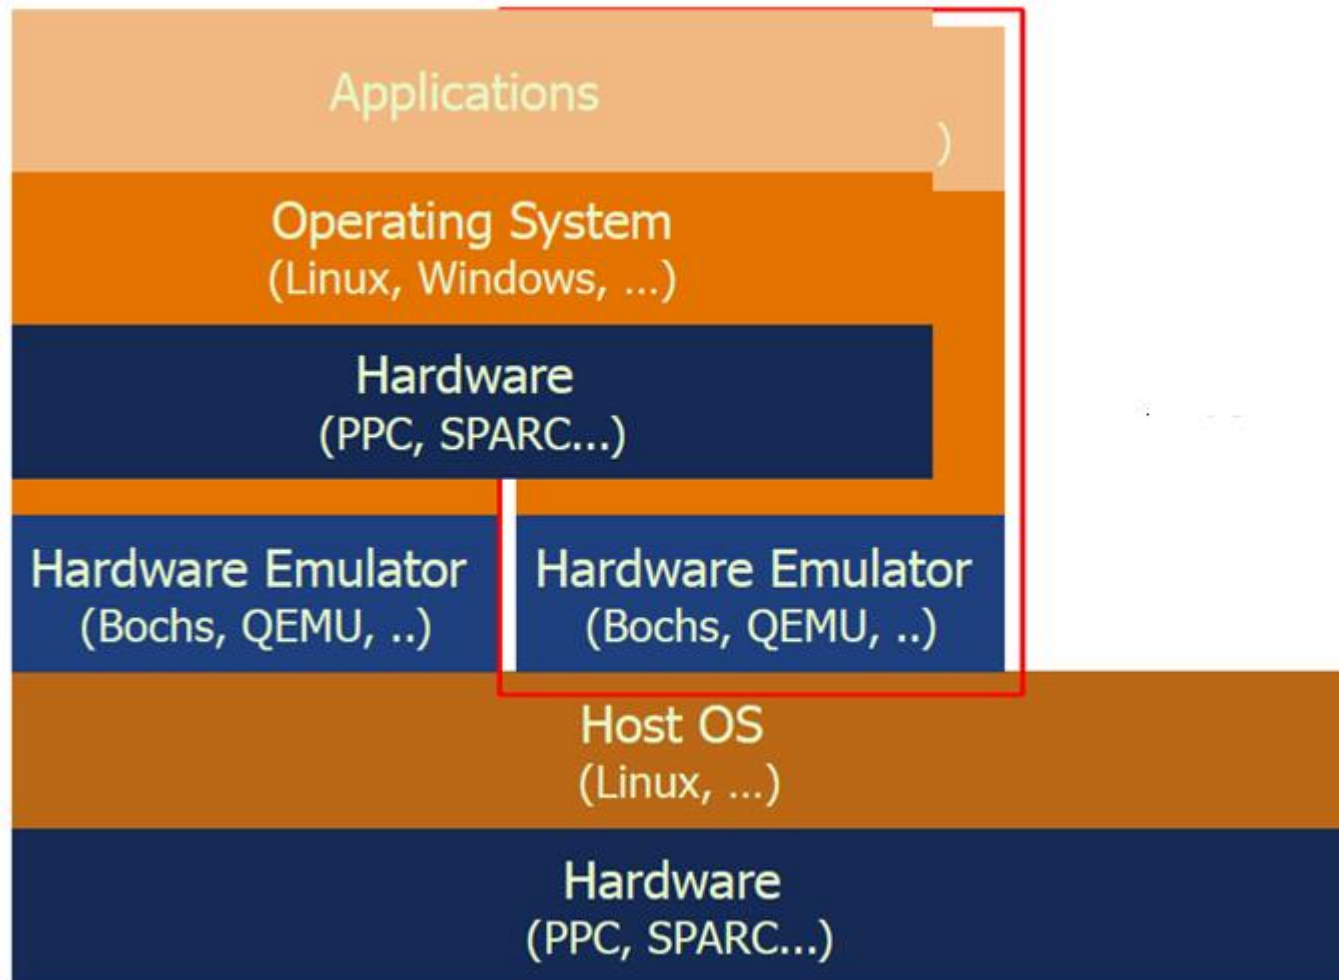 Applications
)
Operating System
(Linux, Windows, ...)
Hardware
(PPC, SPARC...)
Hardware Emulator
(Bochs, QEMU, ..)
Hardware Emulator
(Bochs, QEMU, ..)
Host OS
(Linux, ...)
Hardware
(PPC, SPARC...)